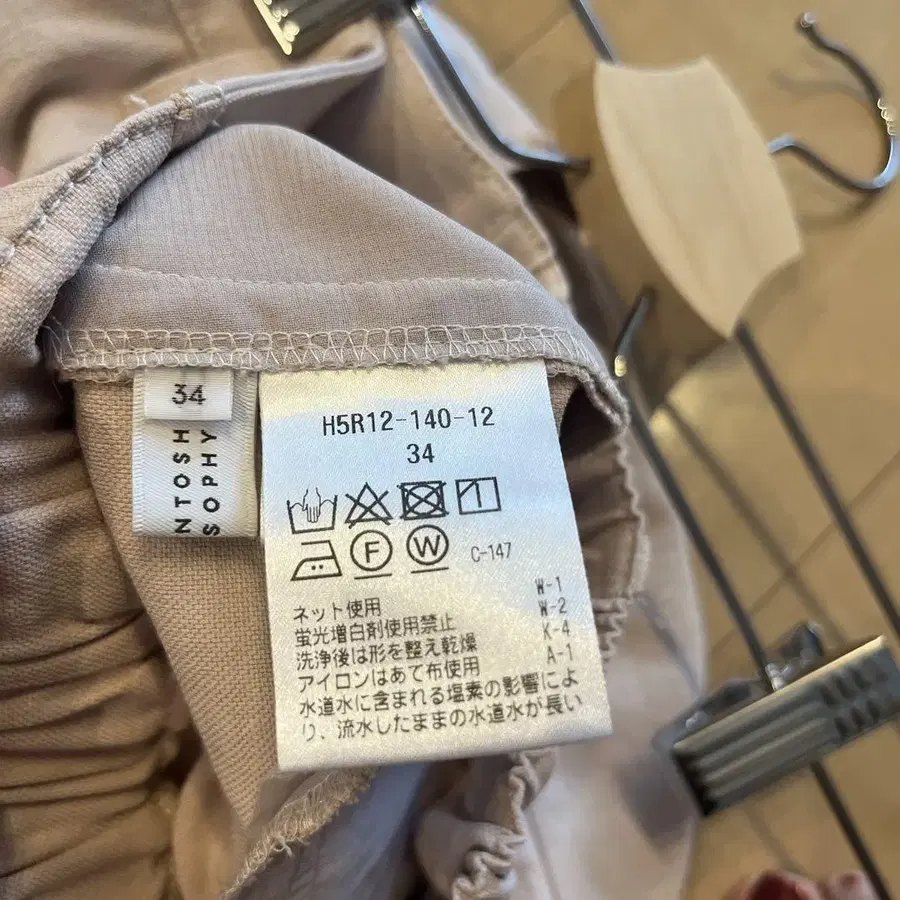 34
NTOSH
SOPHY
H5R12-140-12
34
F W C-147
W-1
W-2
K-4
A-1
ネット使用
蛍光増白剤使用禁止
洗浄後は形を整え乾燥
アイロンはあて布使用
水道水に含まれる塩素の影響によ
り、流水したままの水道水が長い